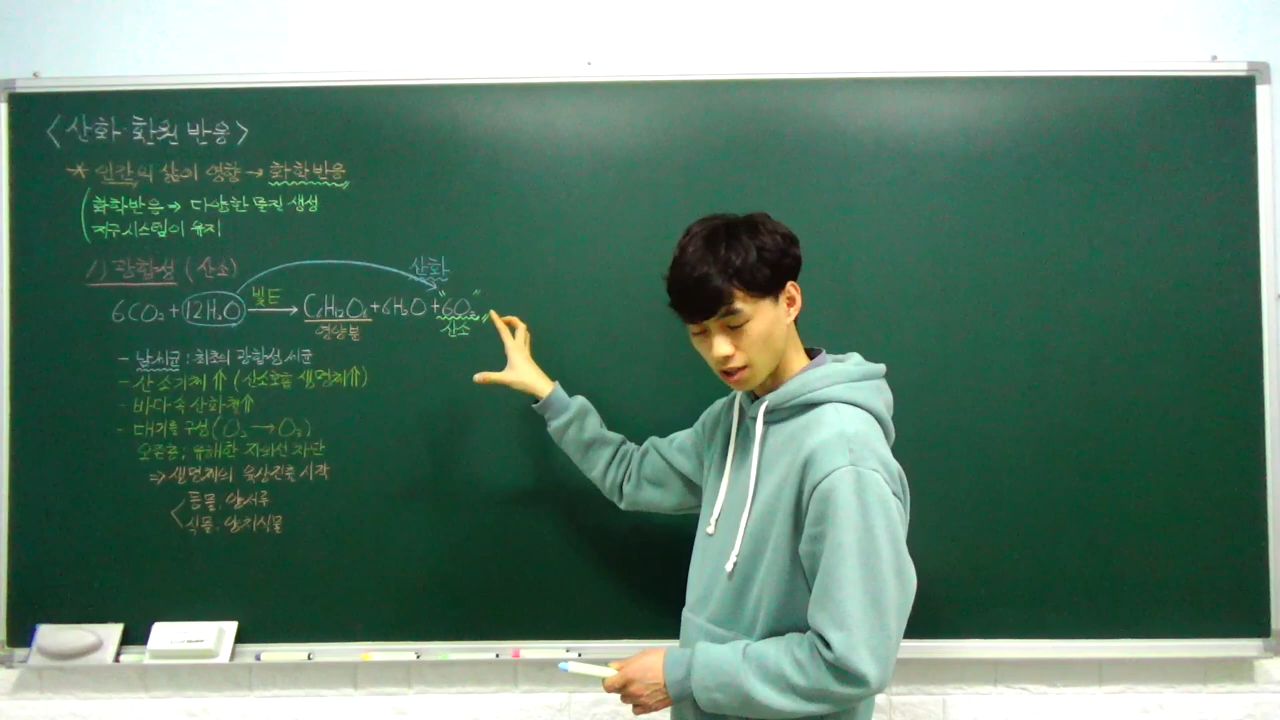 <산화·환원 반응>
* 인간의 삶에 영향 → 화학반응
화학반응 → 다양한 물질 생성
지구시스템이 유지
1) 광합성 (산소)
산화
빛E
6CO₂ + 12H₂O → C₆H₁₂O₆ + 6H₂O + "6O₂"
영양분 산소
- 남세균 : 최초의 광합성 세균
- 산소기체⇑ (산소호흡 생명체⇑)
- 바다 속 산화철⇑
- 대기를 구성 (O₂ → O₃)
오존층 ; 유해한 자외선 차단
⇒ 생명체의 육상진출 시작
동물, 양서류
식물, 양치식물